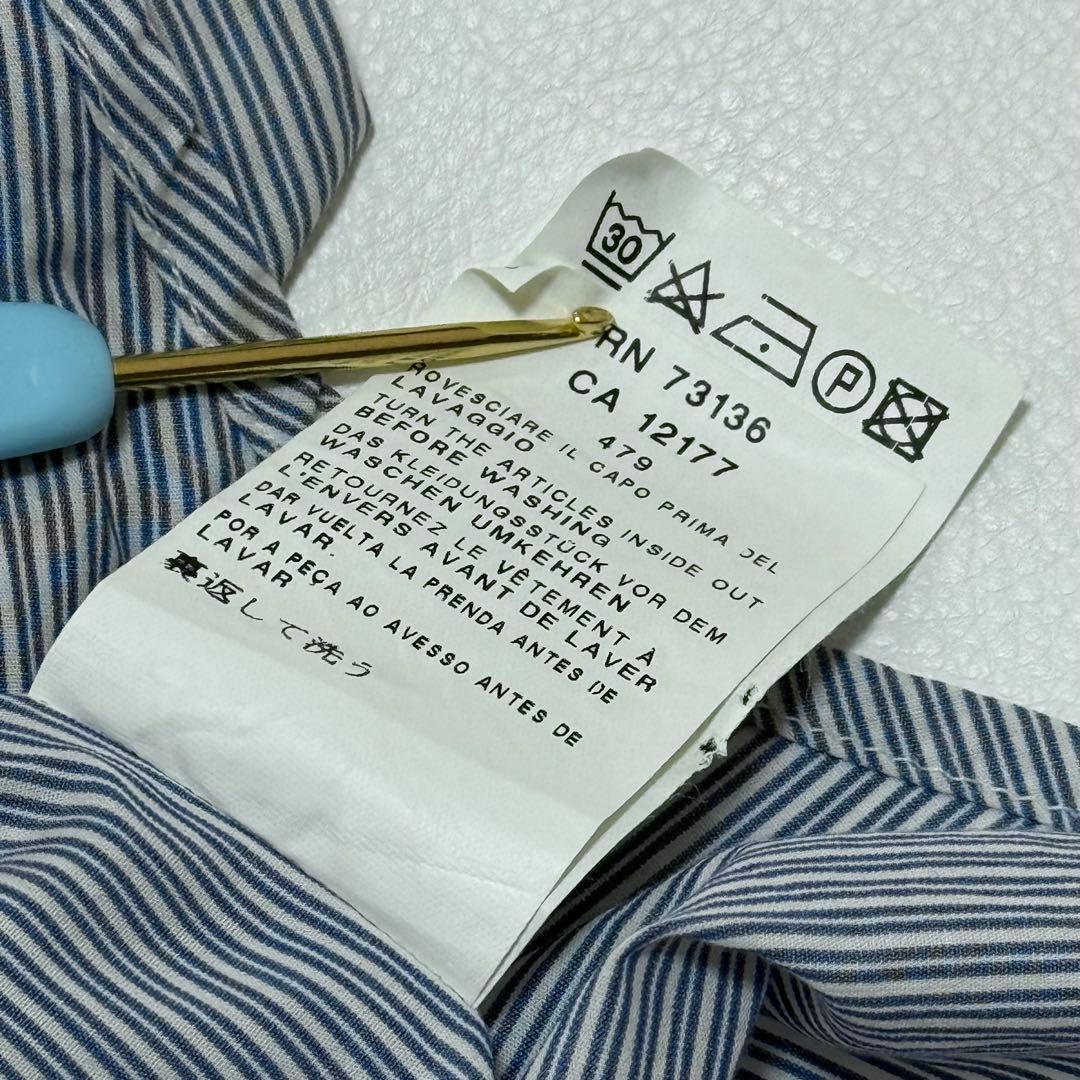 30
P
RN 73136
CA 12177
479
ROVESCIARE IL CAPO PRIMA DEL
LAVAGGIO
TURN THE ARTICLES INSIDE OUT
BEFORE WASHING
DAS KLEIDUNGSSTÜCK VOR DEM
WASCHEN UMKEHREN
RETOURNEZ LE VÊTEMENT À
L'ENVERS AVANT DE LAVER
DAR VUELTA LA PRENDA ANTES DE
LAVAR.
POR A PEÇA AO AVESSO ANTES DE
LAVAR
裏返して洗う